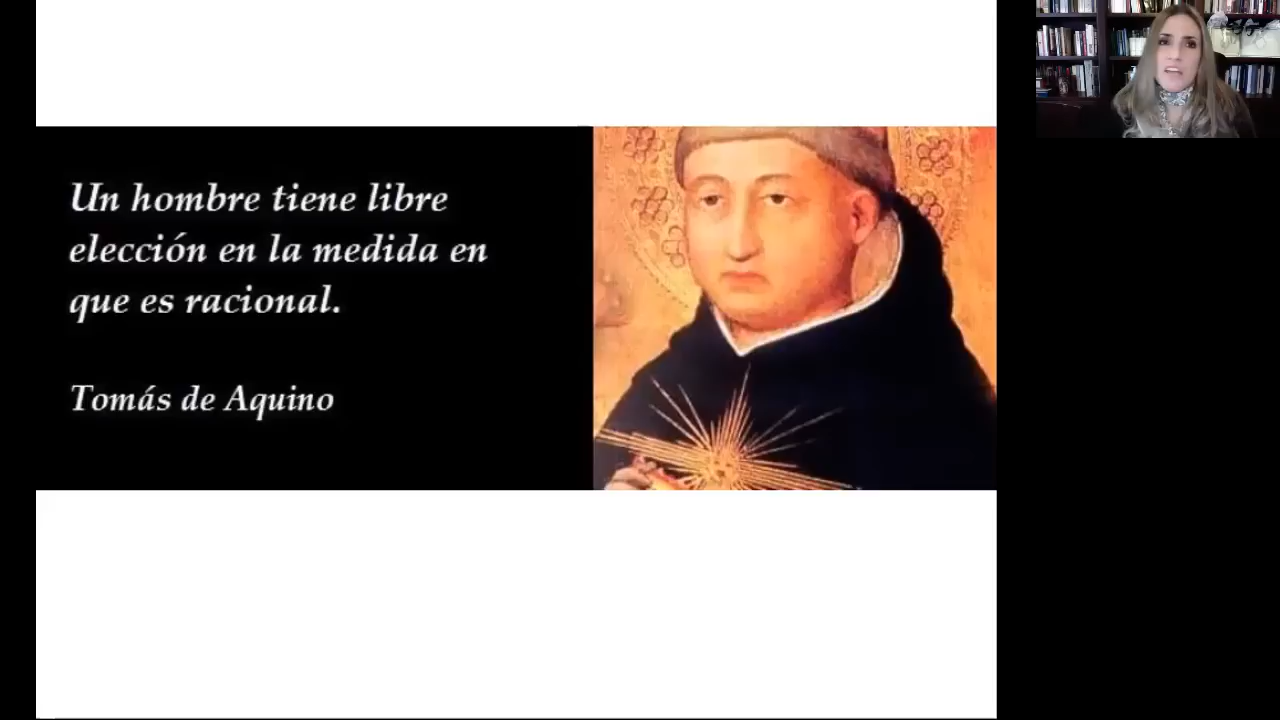 Un hombre tiene libre
elección en la medida en
que es racional.
Tomás de Aquino